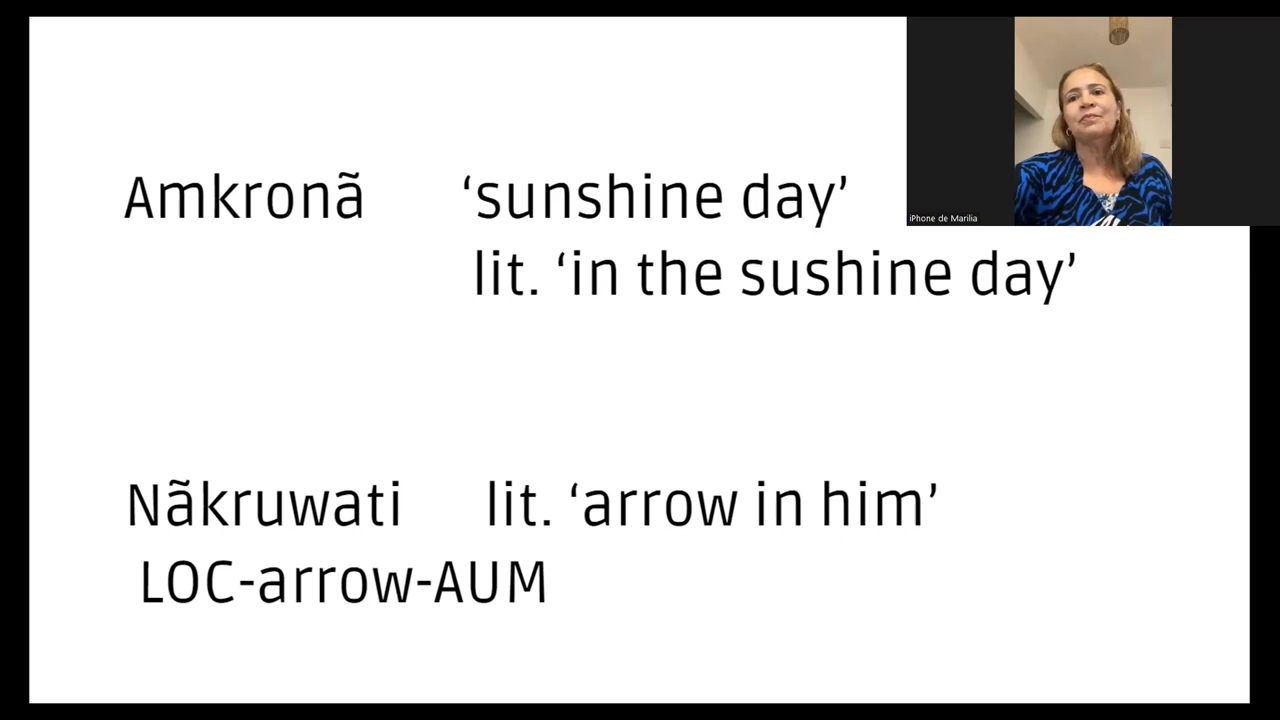 Amkronã ‘sunshine day’
lit. ‘in the sushine day’
Nãkruwati lit. ‘arrow in him’
LOC-arrow-AUM
iPhone de Marilia